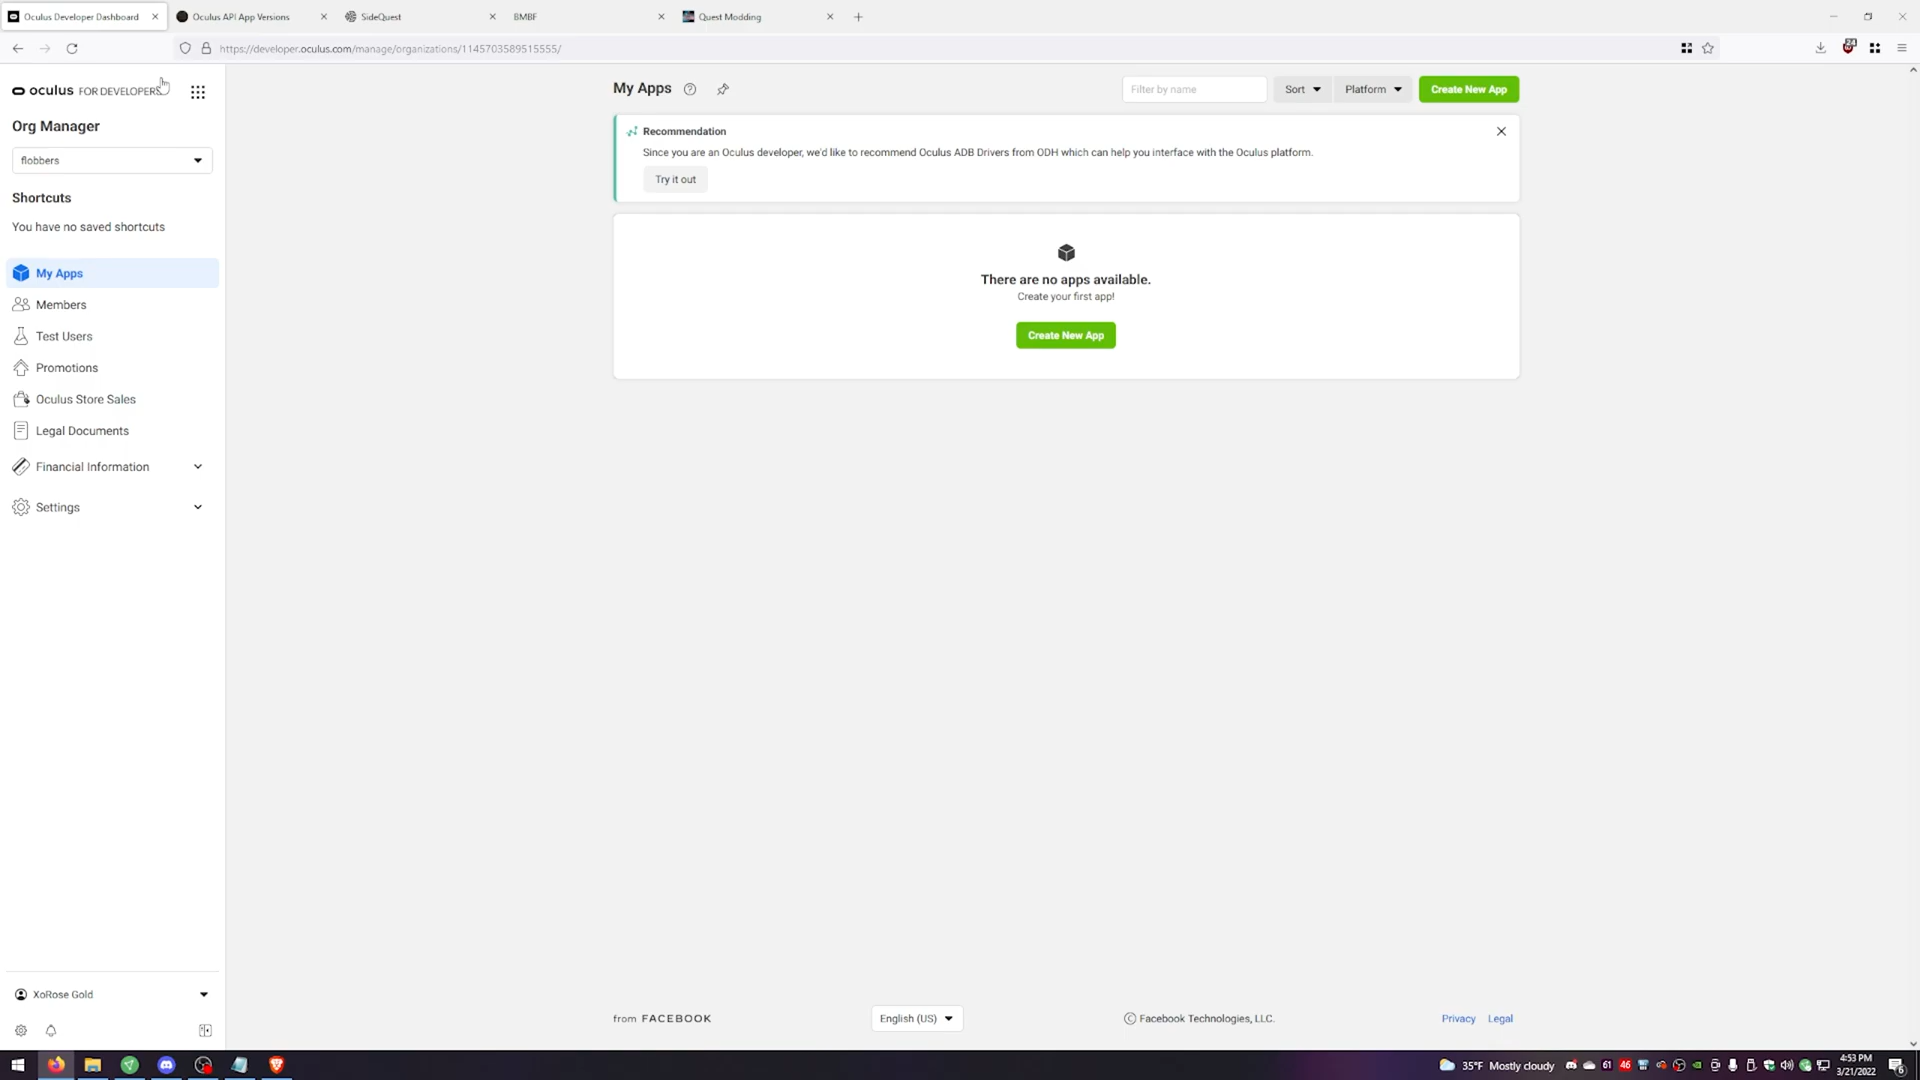 Oculus Developer Dashboard
Oculus API App Versions
SideQuest
BMBF
Quest Modding
https://developer.oculus.com/manage/organizations/1145703589515555/
24
oculus FOR DEVELOPERS
My Apps
Filter by name
Sort
Platform
Create New App
Org Manager
flobbers
Recommendation
Since you are an Oculus developer, we'd like to recommend Oculus ADB Drivers from ODH which can help you interface with the Oculus platform.
Try it out
Shortcuts
You have no saved shortcuts
My Apps
Members
Test Users
Promotions
Oculus Store Sales
Legal Documents
Financial Information
Settings
There are no apps available.
Create your first app!
Create New App
XoRose Gold
from FACEBOOK
English (US)
© Facebook Technologies, LLC.
Privacy
Legal
35°F Mostly cloudy
61
46
4:53 PM
3/21/2022
6